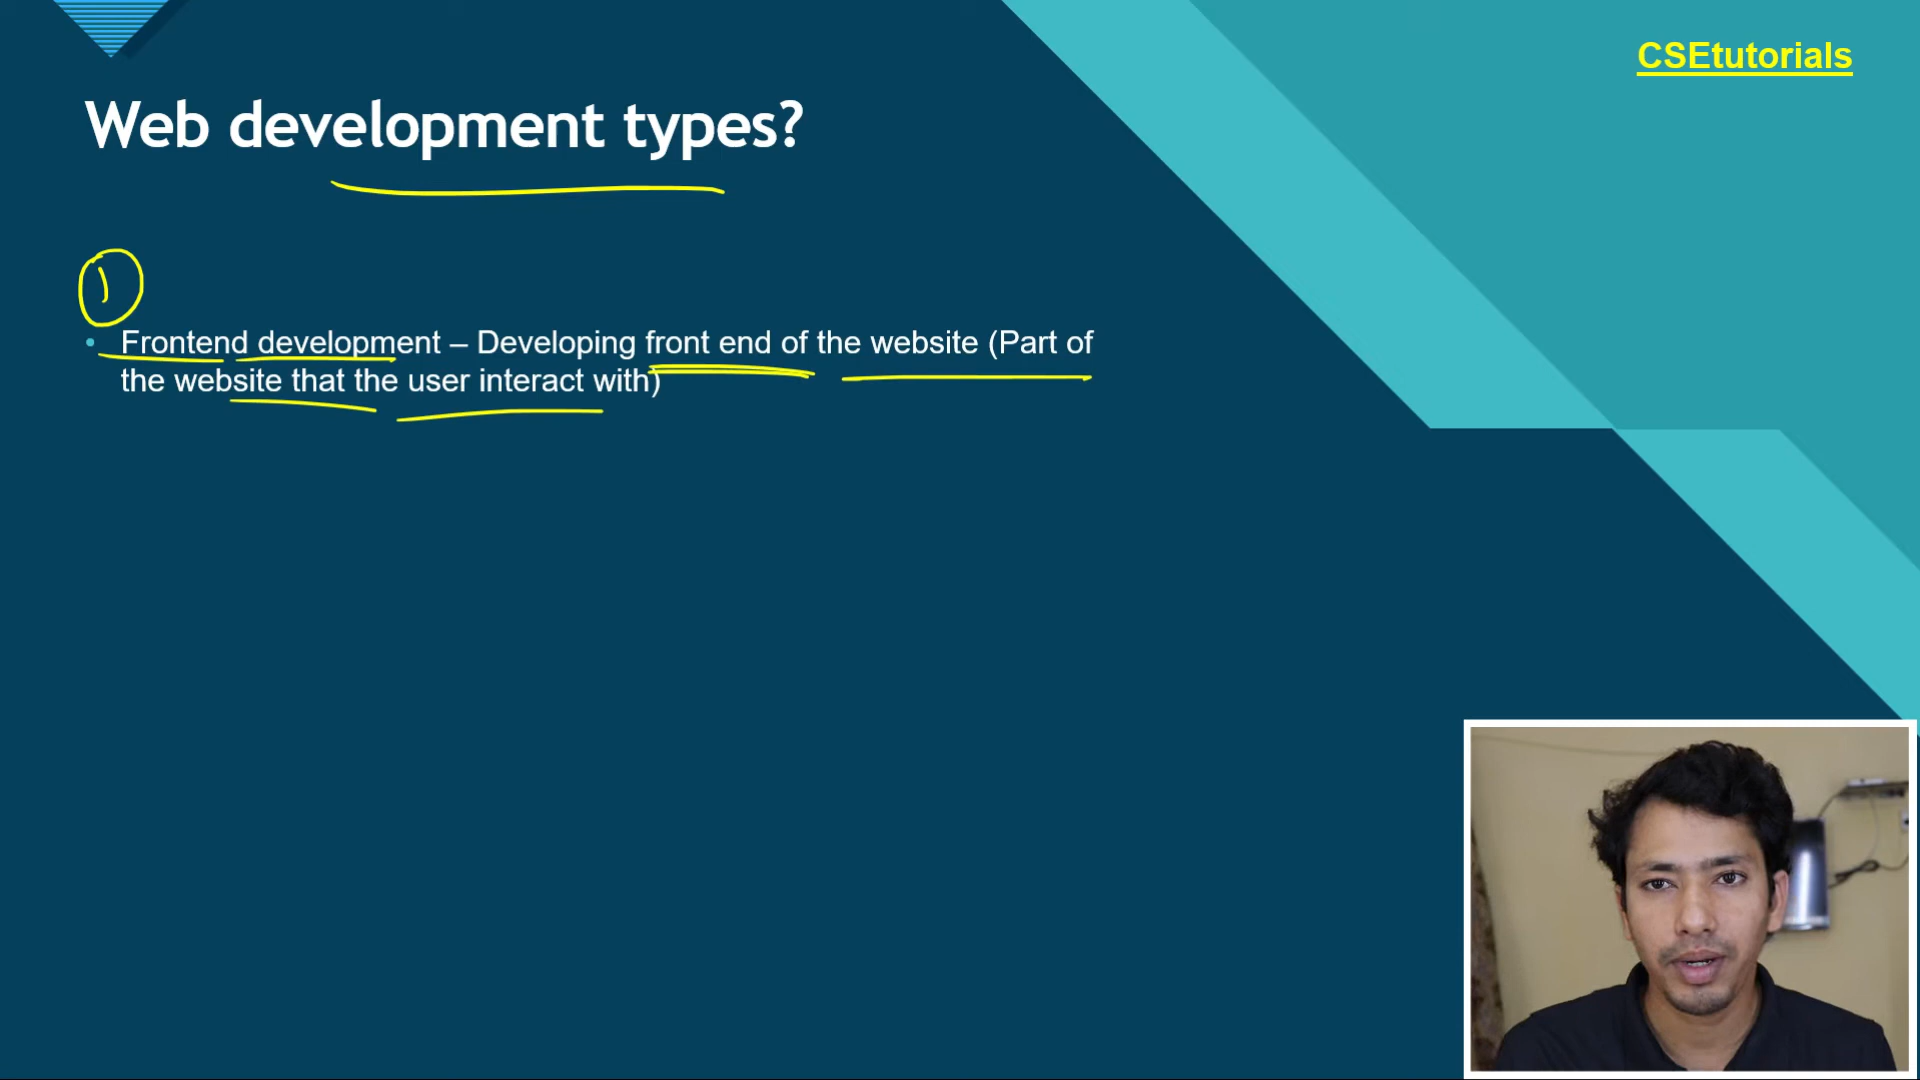 CSEtutorials
Web development types?
1
• Frontend development – Developing front end of the website (Part of
the website that the user interact with)